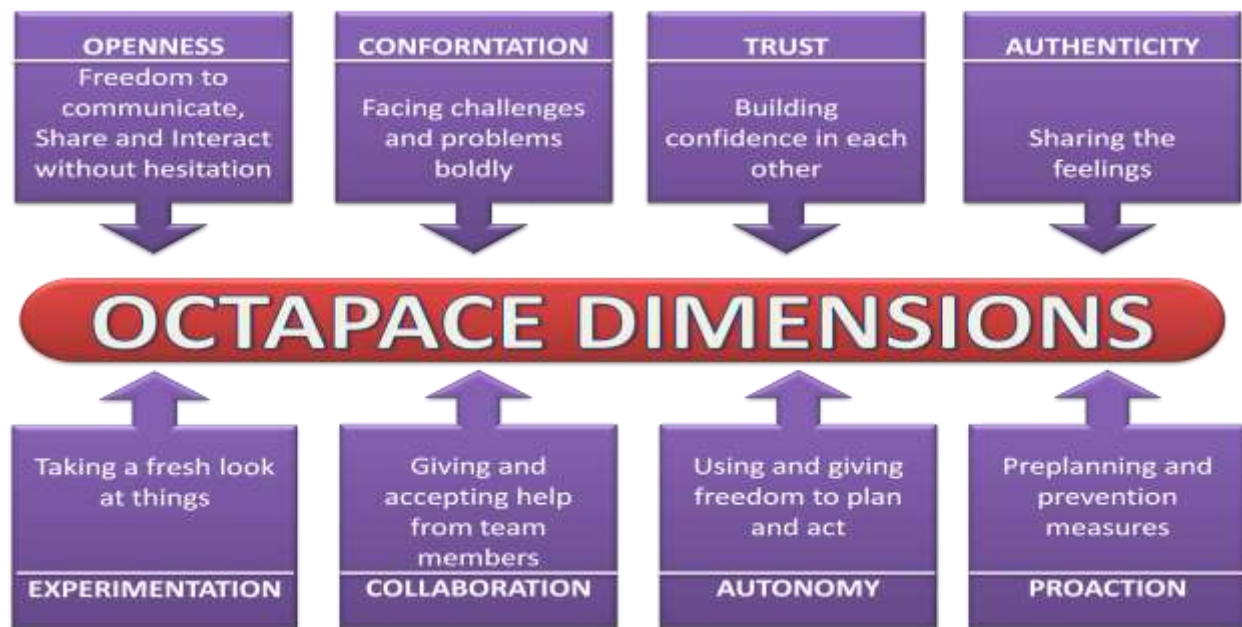 OPENNESS
Freedom to
communicate,
Share and Interact
without hesitation
CONFORNTATION
Facing challenges
and problems
boldly
TRUST
Building
confidence in each
other
AUTHENTICITY
Sharing the
feelings
OCTAPACE DIMENSIONS
Taking a fresh look
at things
EXPERIMENTATION
Giving and
accepting help
from team
members
COLLABORATION
Using and giving
freedom to plan
and act
AUTONOMY
Preplanning and
prevention
measures
PROACTION